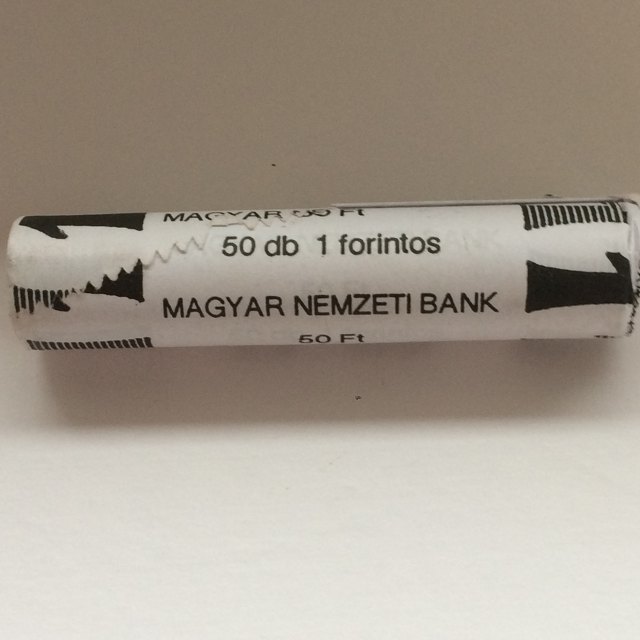 MAGYAR
50 db 1 forintos
MAGYAR NEMZETI BANK
50 Ft